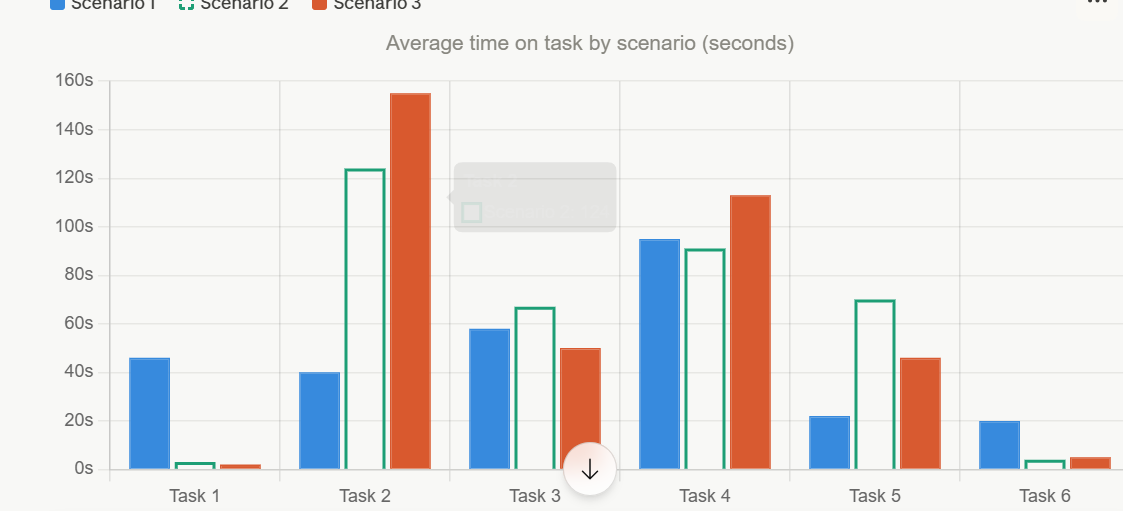 Scenario 1 Scenario 2 Scenario 3
Average time on task by scenario (seconds)
160s
140s
120s
100s
80s
60s
40s
20s
0s
Task 1 Task 2 Task 3 Task 4 Task 5 Task 6